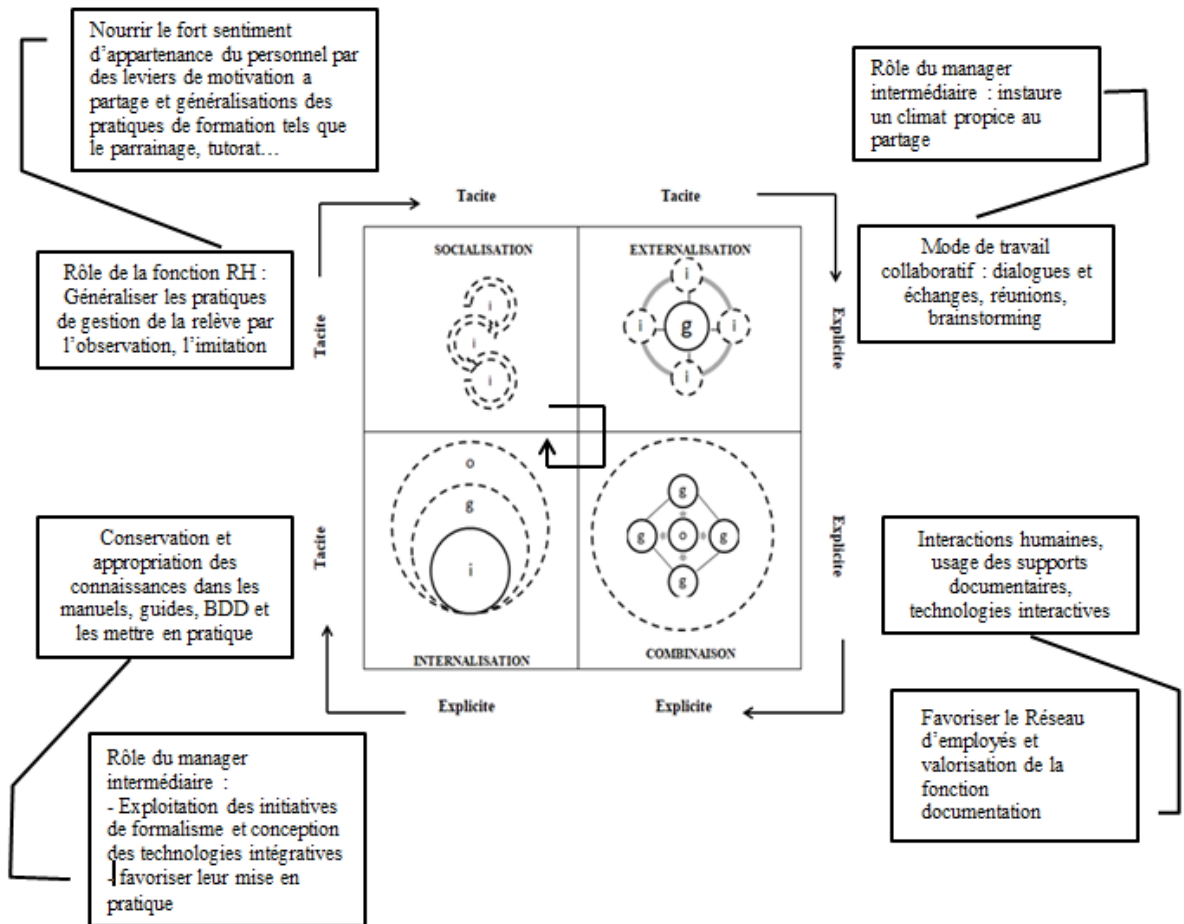 Nourrir le fort sentiment
d'appartenance du personnel par
des leviers de motivation a
partage et généralisations des
pratiques de formation tels que
le parrainage, tutorat…
Rôle du manager
intermédiaire : instaure
un climat propice au
partage
Tacite
Tacite
Rôle de la fonction RH :
Généraliser les pratiques
de gestion de la relève par
l'observation, l'imitation
Tacite
SOCIALISATION
i
i
i
EXTERNALISATION
i
i
g
i
i
Explicite
Mode de travail
collaboratif : dialogues et
échanges, réunions,
brainstorming
Conservation et
appropriation des
connaissances dans les
manuels, guides, BDD et
les mettre en pratique
Tacite
o
g
i
INTERNALISATION
g
g
o
g
g
COMBINAISON
Explicite
Interactions humaines,
usage des supports
documentaires,
technologies interactives
Explicite
Explicite
Rôle du manager
intermédiaire :
- Exploitation des initiatives
de formalisme et conception
des technologies intégratives
- favoriser leur mise en
pratique
Favoriser le Réseau
d'employés et
valorisation de la
fonction
documentation